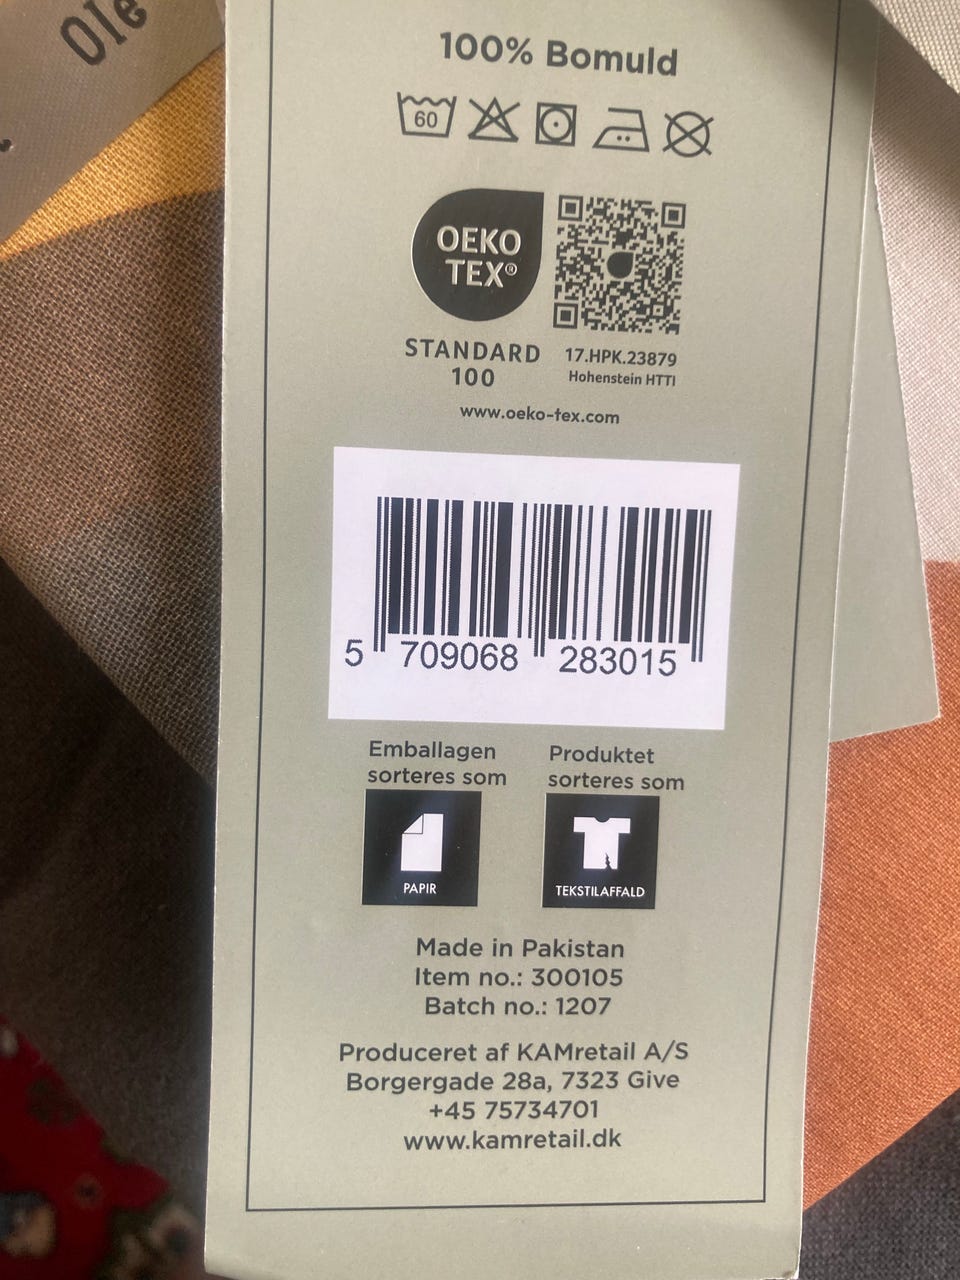 Ole
100% Bomuld
60
OEKO
TEX®
STANDARD
100
17.HPK.23879
Hohenstein HTTI
www.oeko-tex.com
5 709068 283015
Emballagen
sorteres som
PAPIR
Produktet
sorteres som
TEKSTILAFFALD
Made in Pakistan
Item no.: 300105
Batch no.: 1207
Produceret af KAMretail A/S
Borgergade 28a, 7323 Give
+45 75734701
www.kamretail.dk